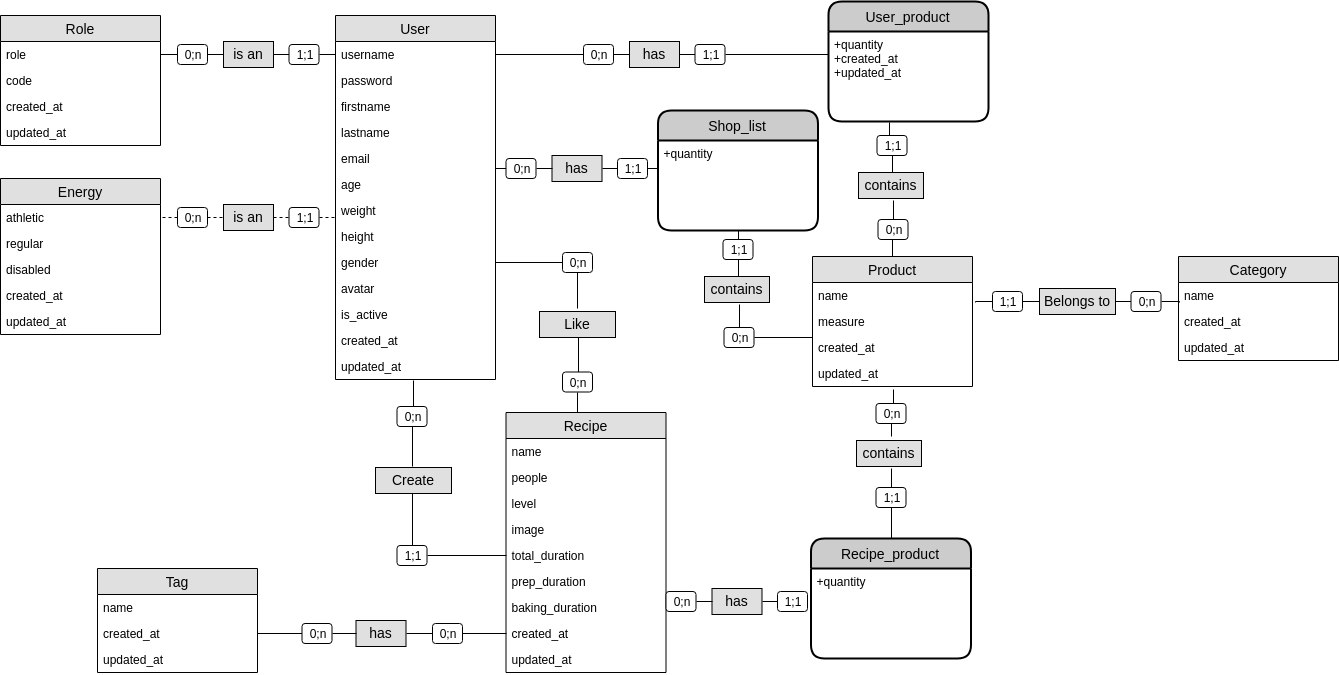 Role
role
code
created_at
updated_at
0;n
is an
1;1
User
username
password
firstname
lastname
email
age
weight
height
gender
avatar
is_active
created_at
updated_at
0;n
has
1;1
User_product
+quantity
+created_at
+updated_at
Energy
athletic
regular
disabled
created_at
updated_at
0;n
is an
1;1
0;n
has
1;1
Shop_list
+quantity
1;1
contains
0;n
1;1
contains
0;n
Product
name
measure
created_at
updated_at
1;1
Belongs to
0;n
Category
name
created_at
updated_at
0;n
Like
0;n
0;n
Create
1;1
Recipe
name
people
level
image
total_duration
prep_duration
baking_duration
created_at
updated_at
0;n
contains
1;1
Recipe_product
+quantity
0;n
has
1;1
Tag
name
created_at
updated_at
0;n
has
0;n